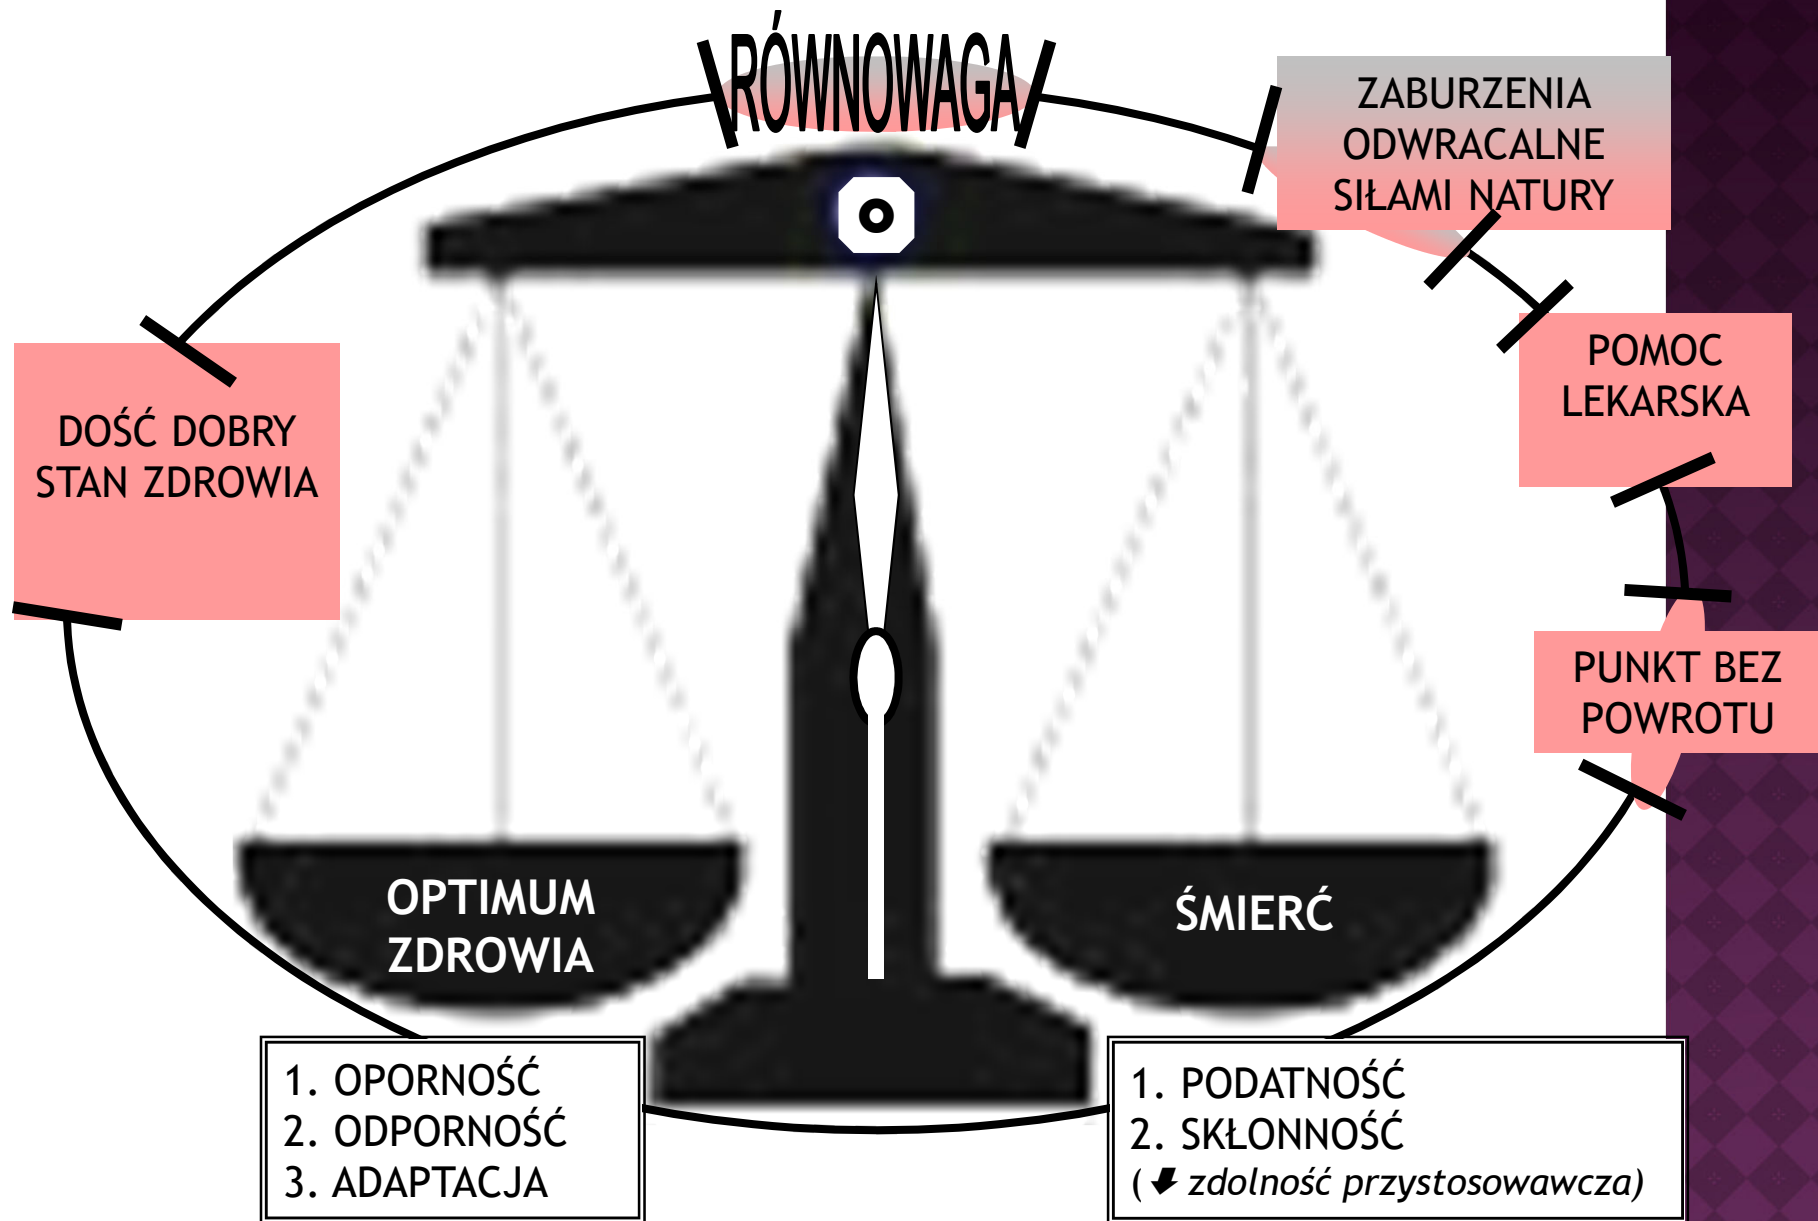 RÓWNOWAGA
ZABURZENIA
ODWRACALNE
SIŁAMI NATURY
POMOC
LEKARSKA
DOŚĆ DOBRY
STAN ZDROWIA
PUNKT BEZ
POWROTU
OPTIMUM
ZDROWIA
ŚMIERĆ
1. OPORNOŚĆ
2. ODPORNOŚĆ
3. ADAPTACJA
1. PODATNOŚĆ
2. SKŁONNOŚĆ
(🡇 zdolność przystosowawcza)